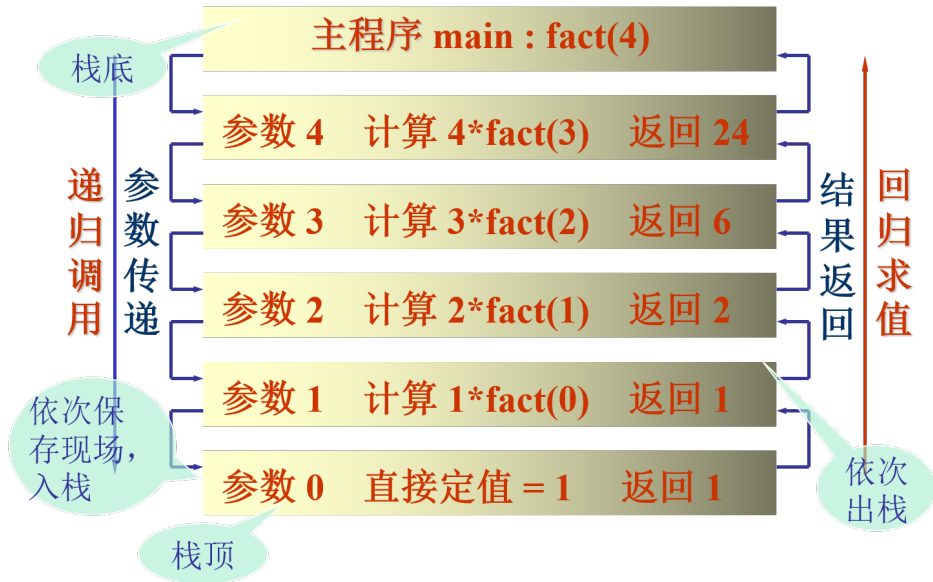 主程序 main : fact(4)
栈底
参数 4 计算 4*fact(3) 返回 24
参数 3 计算 3*fact(2) 返回 6
参数 2 计算 2*fact(1) 返回 2
参数 1 计算 1*fact(0) 返回 1
参数 0 直接定值 = 1 返回 1
递归调用
参数传递
结果返回
回归求值
依次保
存现场，
入栈
依次
出栈
栈顶